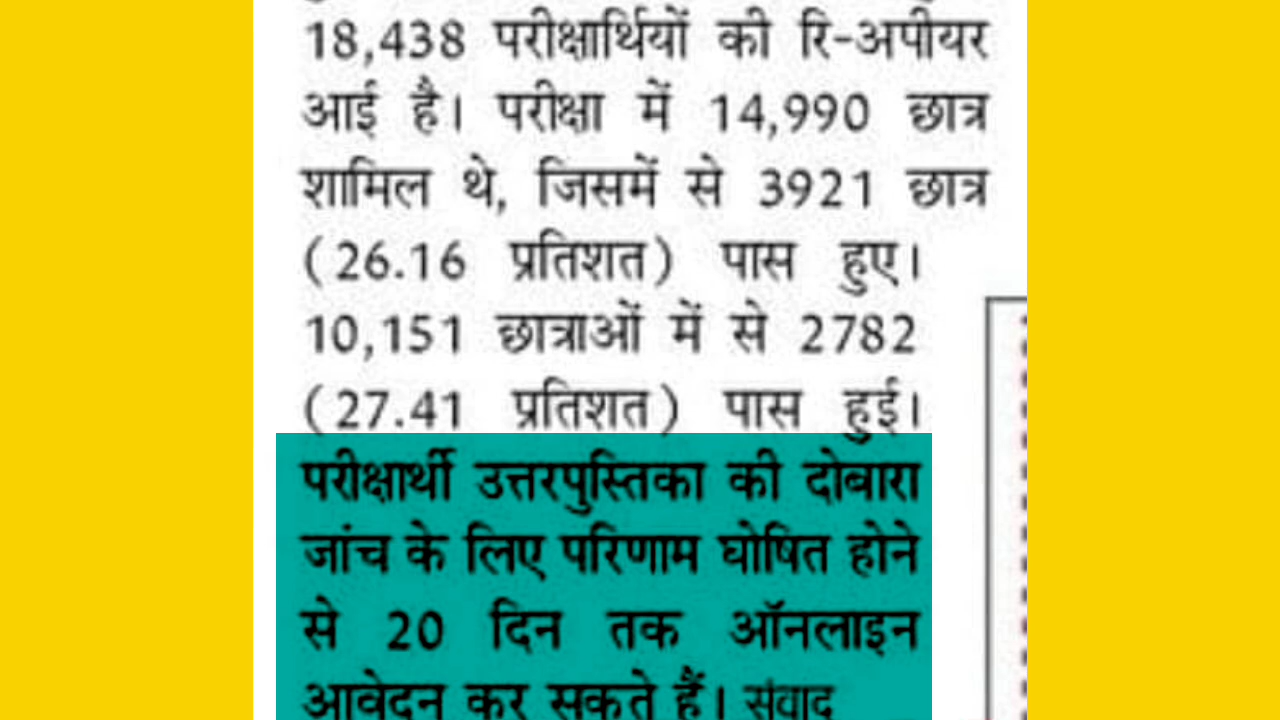 18,438 परीक्षार्थियों की रि-अपीयर
आई है। परीक्षा में 14,990 छात्र
शामिल थे, जिसमें से 3921 छात्र
(26.16 प्रतिशत) पास हुए।
10,151 छात्राओं में से 2782
(27.41 प्रतिशत) पास हुई।
परीक्षार्थी उत्तरपुस्तिका की दोबारा
जांच के लिए परिणाम घोषित होने
से 20 दिन तक ऑनलाइन
आवेदन कर सकते हैं। संवाद